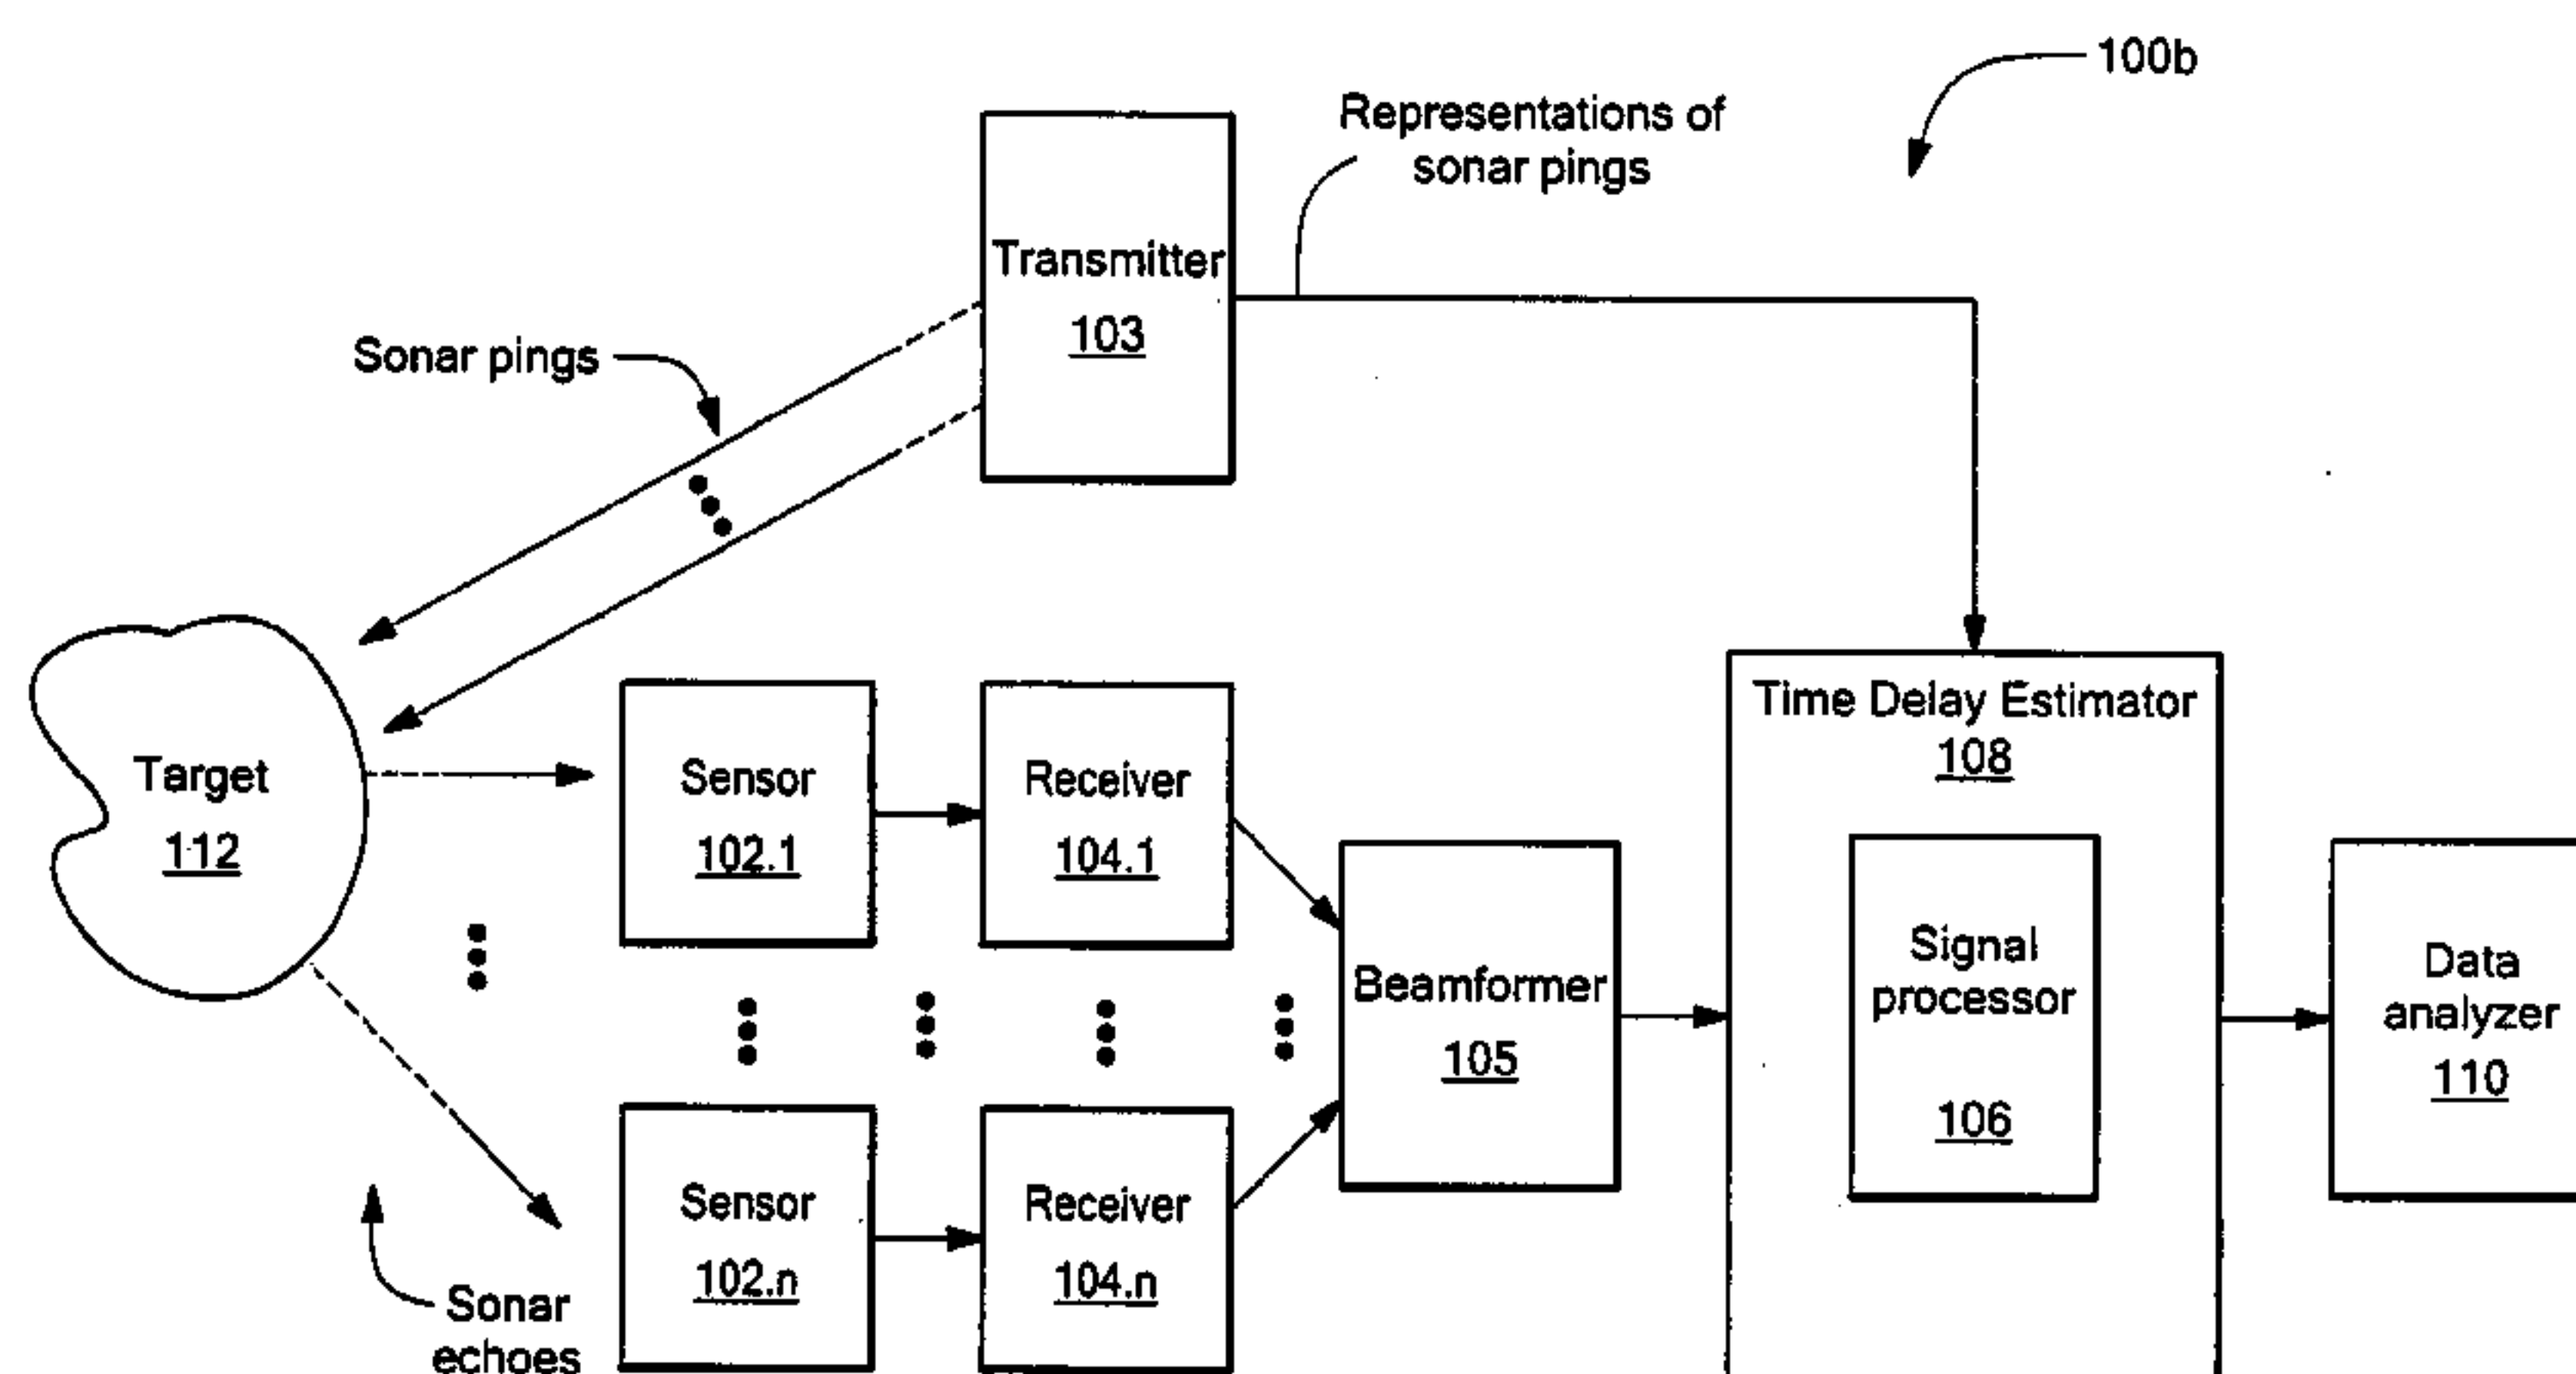 100b
Representations of
sonar pings
Transmitter
103
Sonar pings
Time Delay Estimator
108
Target
112
Sensor
102.1
Receiver
104.1
Beamformer
105
Signal
processor
106
Data
analyzer
110
Sensor
102.n
Receiver
104.n
Sonar
echoes